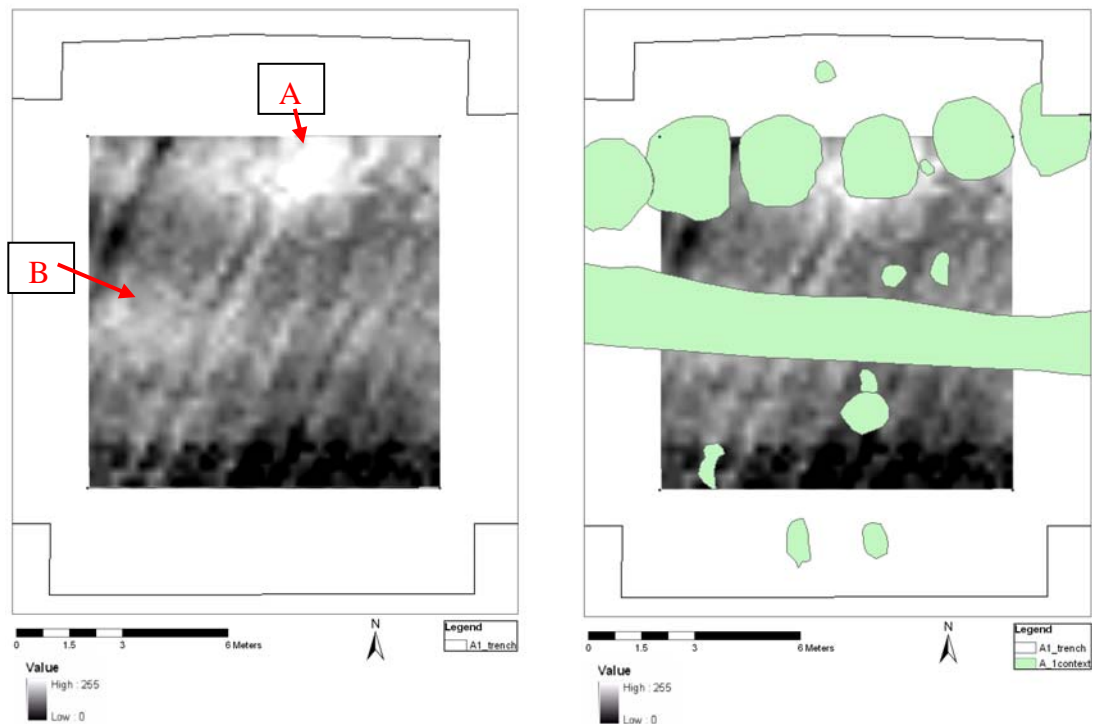 A
B
0 1.5 3 6 Meters
N
Legend
A1_trench
Value
High : 255
Low : 0
0 1.5 3 6 Meters
N
Legend
A1_trench
A_1context
Value
High : 255
Low : 0